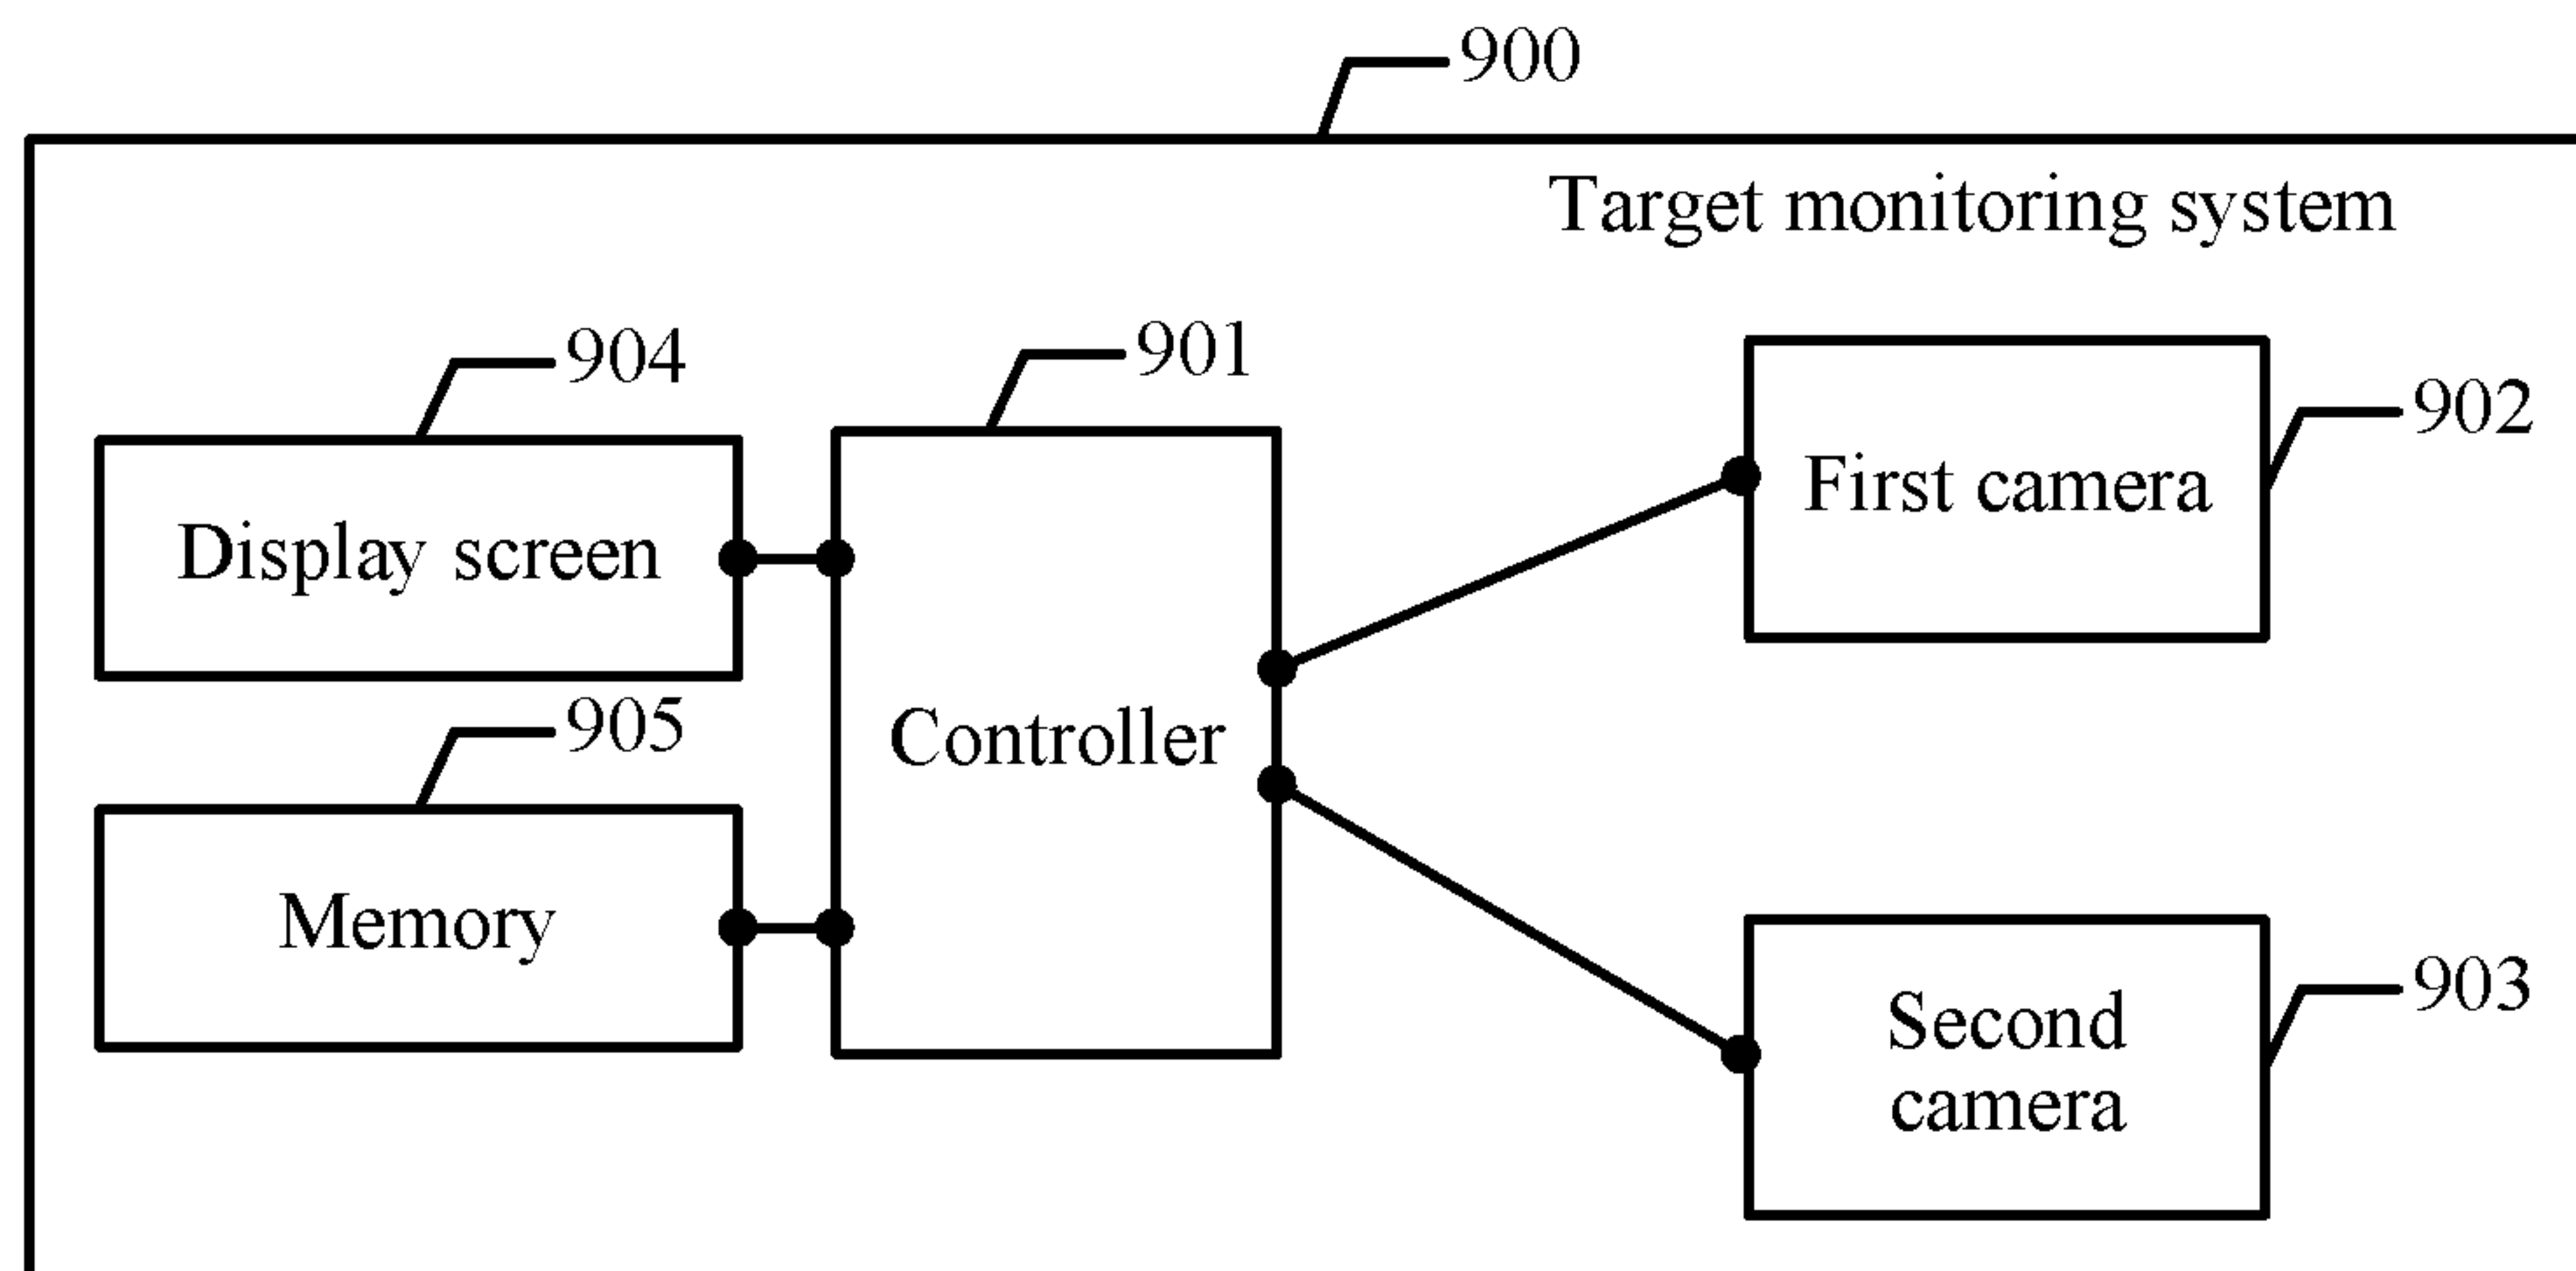 900
Target monitoring system
904
901
902
First camera
Display screen
905
Controller
Memory
903
Second
camera